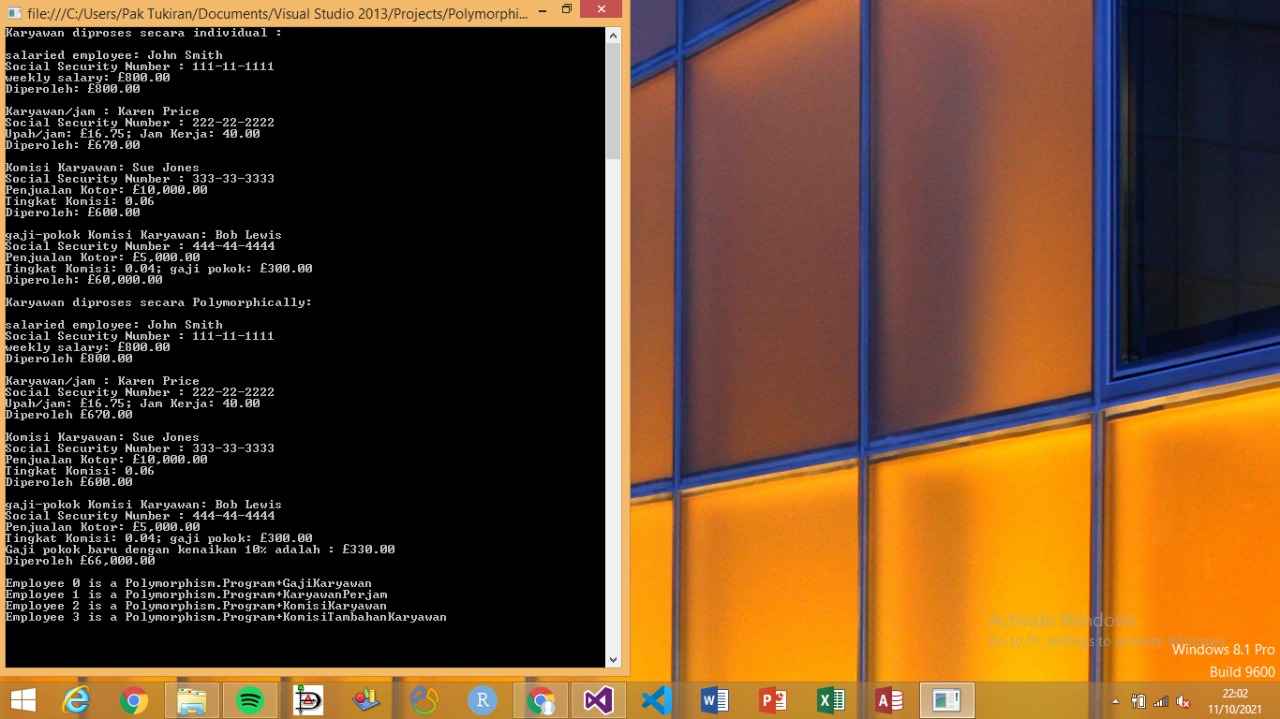 file:///C:/Users/Pak Tukiran/Documents/Visual Studio 2013/Projects/Polymorphi...
Karyawan diproses secara individual :
salaried employee: John Smith
Social Security Number : 111-11-1111
weekly salary: £800.00
Diperoleh: £800.00
Karyawan/jam : Karen Price
Social Security Number : 222-22-2222
Upah/jam: £16.75; Jam Kerja: 40.00
Diperoleh: £670.00
Komisi Karyawan: Sue Jones
Social Security Number : 333-33-3333
Penjualan Kotor: £10,000.00
Tingkat Komisi: 0.06
Diperoleh: £600.00
gaji-pokok Komisi Karyawan: Bob Lewis
Social Security Number : 444-44-4444
Penjualan Kotor: £5,000.00
Tingkat Komisi: 0.04; gaji pokok: £300.00
Diperoleh: £60,000.00
Karyawan diproses secara Polymorphically:
salaried employee: John Smith
Social Security Number : 111-11-1111
weekly salary: £800.00
Diperoleh £800.00
Karyawan/jam : Karen Price
Social Security Number : 222-22-2222
Upah/jam: £16.75; Jam Kerja: 40.00
Diperoleh £670.00
Komisi Karyawan: Sue Jones
Social Security Number : 333-33-3333
Penjualan Kotor: £10,000.00
Tingkat Komisi: 0.06
Diperoleh £600.00
gaji-pokok Komisi Karyawan: Bob Lewis
Social Security Number : 444-44-4444
Penjualan Kotor: £5,000.00
Tingkat Komisi: 0.04; gaji pokok: £300.00
Gaji pokok baru dengan kenaikan 10% adalah : £330.00
Diperoleh £66,000.00
Employee 0 is a Polymorphism.Program+GajiKaryawan
Employee 1 is a Polymorphism.Program+KaryawanPerjam
Employee 2 is a Polymorphism.Program+KomisiKaryawan
Employee 3 is a Polymorphism.Program+KomisiTambahanKaryawan
Activate Windows
Go to PC settings to activate Windows.
Windows 8.1 Pro
Build 9600
22:02
11/10/2021